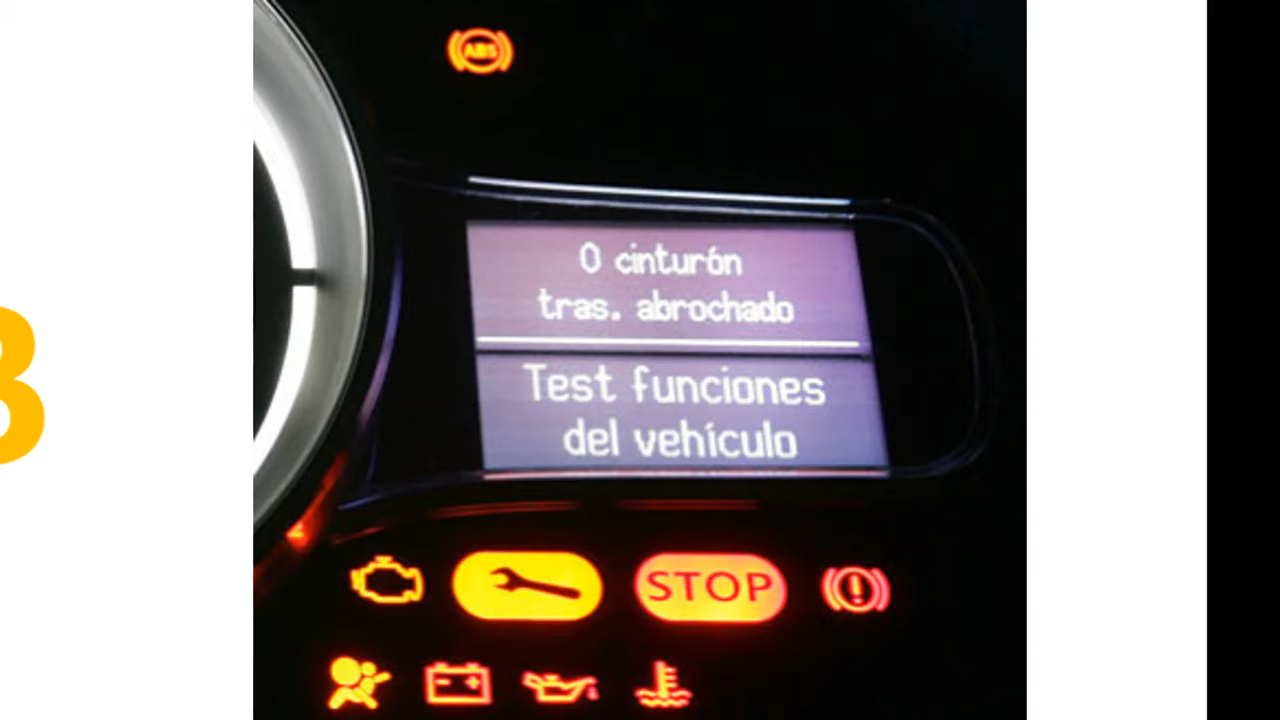 ABS
0 cinturón
tras. abrochado
Test funciones
del vehículo
STOP